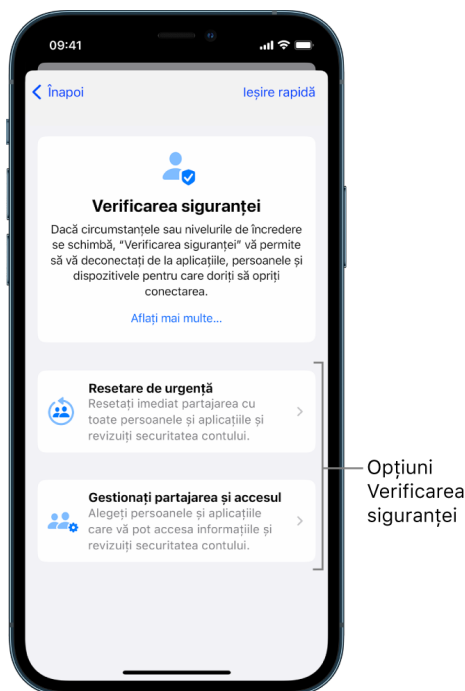 09:41
Înapoi
Ieșire rapidă
Verificarea siguranței
Dacă circumstanțele sau nivelurile de încredere
se schimbă, “Verificarea siguranței” vă permite
să vă deconectați de la aplicațiile, persoanele și
dispozitivele pentru care doriți să opriți
conectarea.
Aflați mai multe...
Resetare de urgență
Resetați imediat partajarea cu
toate persoanele și aplicațiile și
revizuiți securitatea contului.
Gestionați partajarea și accesul
Alegeți persoanele și aplicațiile
care vă pot accesa informațiile și
revizuiți securitatea contului.
Opțiuni
Verificarea
siguranței